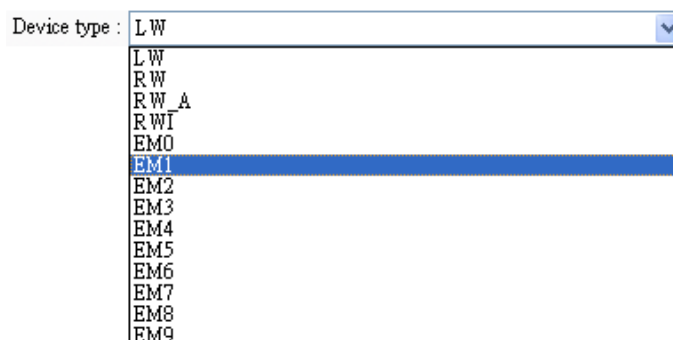 Device type : LW
LW
RW
RW_A
RWI
EM0
EM1
EM2
EM3
EM4
EM5
EM6
EM7
EM8
EM9